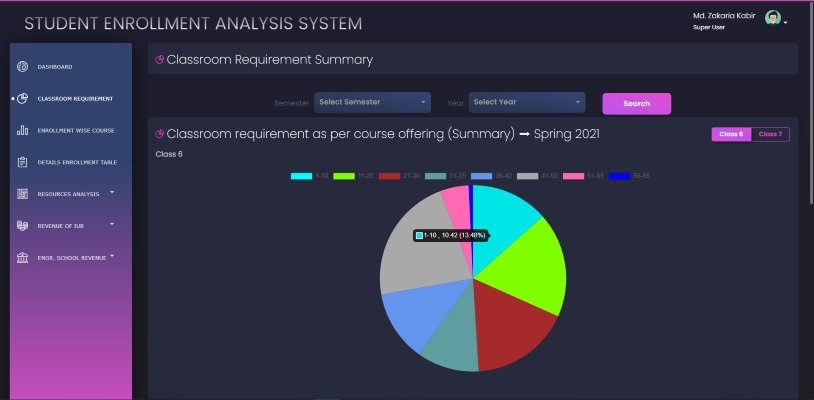 STUDENT ENROLLMENT ANALYSIS SYSTEM
Md. Zakaria Kabir
Super User
DASHBOARD
CLASSROOM REQUIREMENT
ENROLLMENT WISE COURSE
DETAILS ENROLLMENT TABLE
RESOURCES ANALYSIS
REVENUE OF IUB
ENGR. SCHOOL REVENUE
Classroom Requirement Summary
Semester Select Semester Year Select Year Search
Classroom requirement as per course offering (Summary) ➞ Spring 2021
Class 6 Class 7
Class 6
1-10 11-20 21-30 31-35 36-40 41-50 51-55 56-65
1-10 , 10.42 (13.48%)